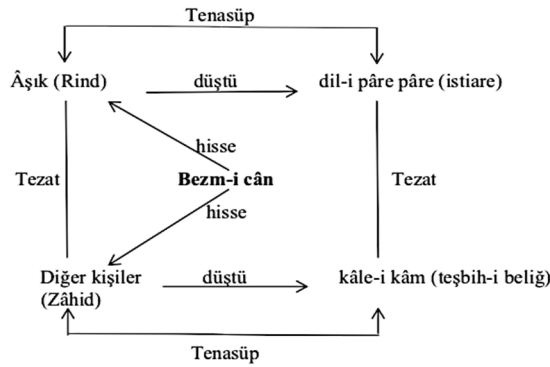 Tenasüp
Âşık (Rind) düştü dil-i pâre pâre (istiare)
hisse
Tezat Bezm-i cân Tezat
hisse
Diğer kişiler düştü kâle-i kâm (teşbih-i beliğ)
(Zâhid)
Tenasüp